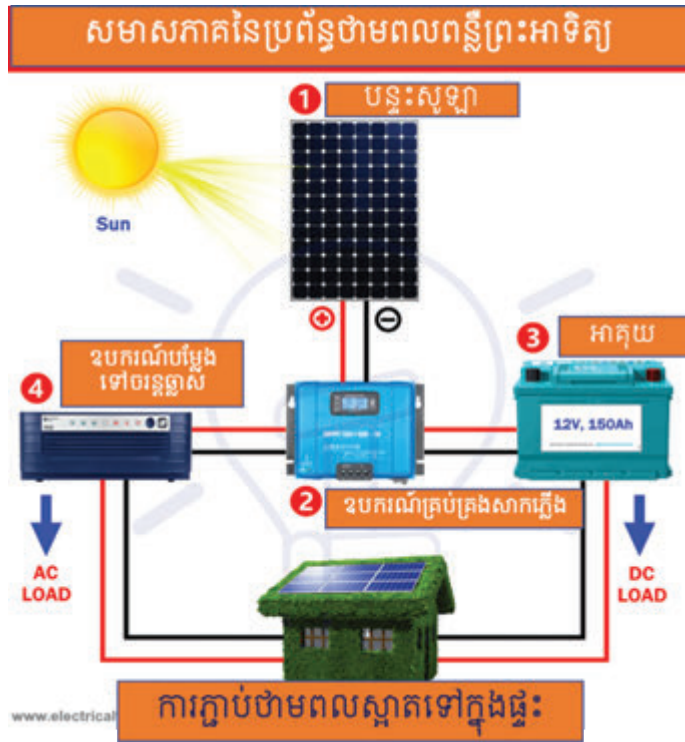 សមាសភាគនៃប្រព័ន្ធថាមពលពន្លឺព្រះអាទិត្យ
1 បន្ទះសូឡា
Sun
+ −
3 អាគុយ
4 ឧបករណ៍បម្លែង
ទៅចរន្តឆ្លាស់
12V, 150Ah
2 ឧបករណ៍គ្រប់គ្រងសាកភ្លើង
AC
LOAD
DC
LOAD
ការភ្ជាប់ថាមពលស្អាតទៅក្នុងផ្ទះ
www.electrical